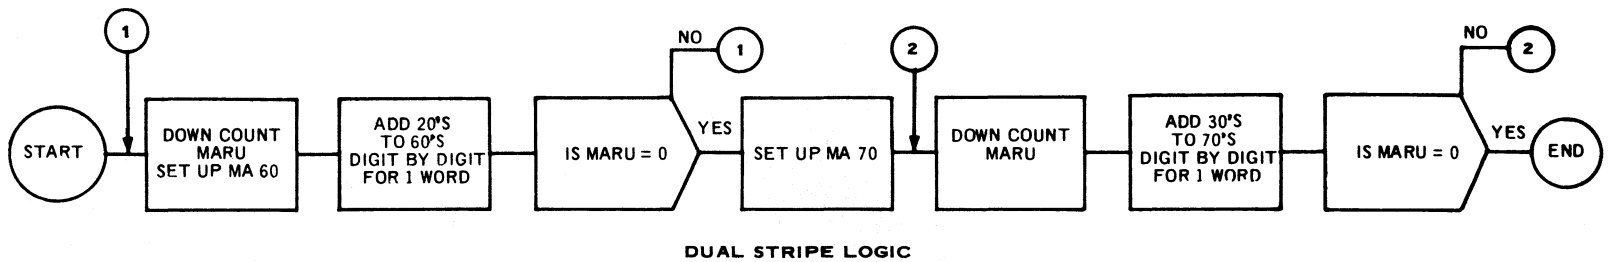 1
START
DOWN COUNT
MARU
SET UP MA 60
ADD 20'S
TO 60'S
DIGIT BY DIGIT
FOR 1 WORD
IS MARU = 0
NO
1
YES
SET UP MA 70
2
DOWN COUNT
MARU
ADD 30'S
TO 70'S
DIGIT BY DIGIT
FOR 1 WORD
IS MARU = 0
NO
2
YES
END
DUAL STRIPE LOGIC